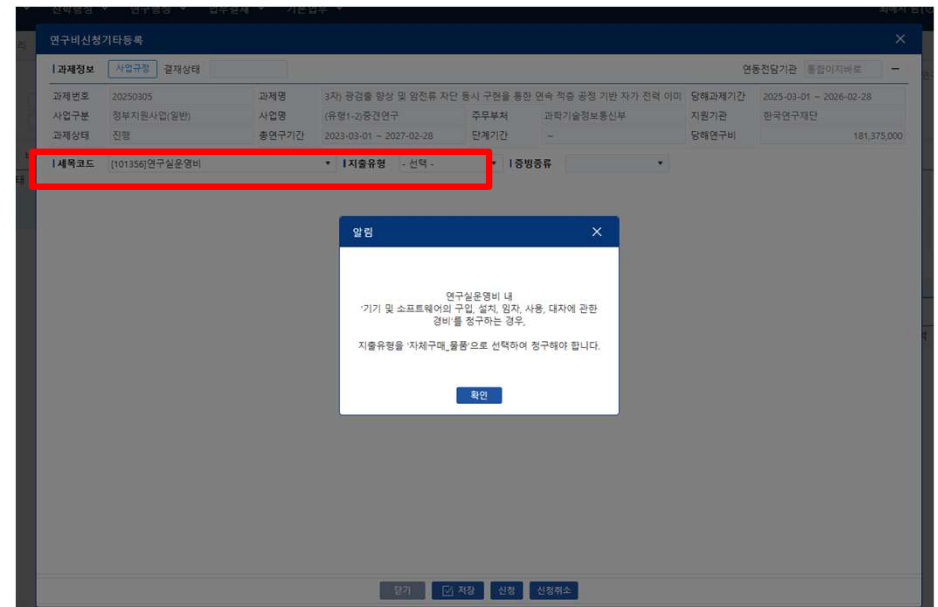 연구비신청기타등록
과제정보 사업규정 결재상태 연동전담기관 통합이지바로
과제번호 20250305 과제명 3차) 광검출 향상 및 암전류 차단 동시 구현을 통한 연속 적층 공정 기반 자가 전력 이미 당해과제기간 2025-03-01 ~ 2026-02-28
사업구분 정부지원사업(일반) 사업명 (유형1-2)중견연구 주무부처 과학기술정보통신부 지원기관 한국연구재단
과제상태 진행 총연구기간 2023-03-01 ~ 2027-02-28 단계기간 ~ 당해연구비 181,375,000
세목코드 [101356]연구실운영비 지출유형 - 선택 - 증빙종류
알림
연구실운영비 내
'기기 및 소프트웨어의 구입, 설치, 임차, 사용, 대차에 관한
경비'를 청구하는 경우,
지출유형을 '자체구매_물품'으로 선택하여 청구해야 합니다.
확인
닫기 저장 신청 신청취소